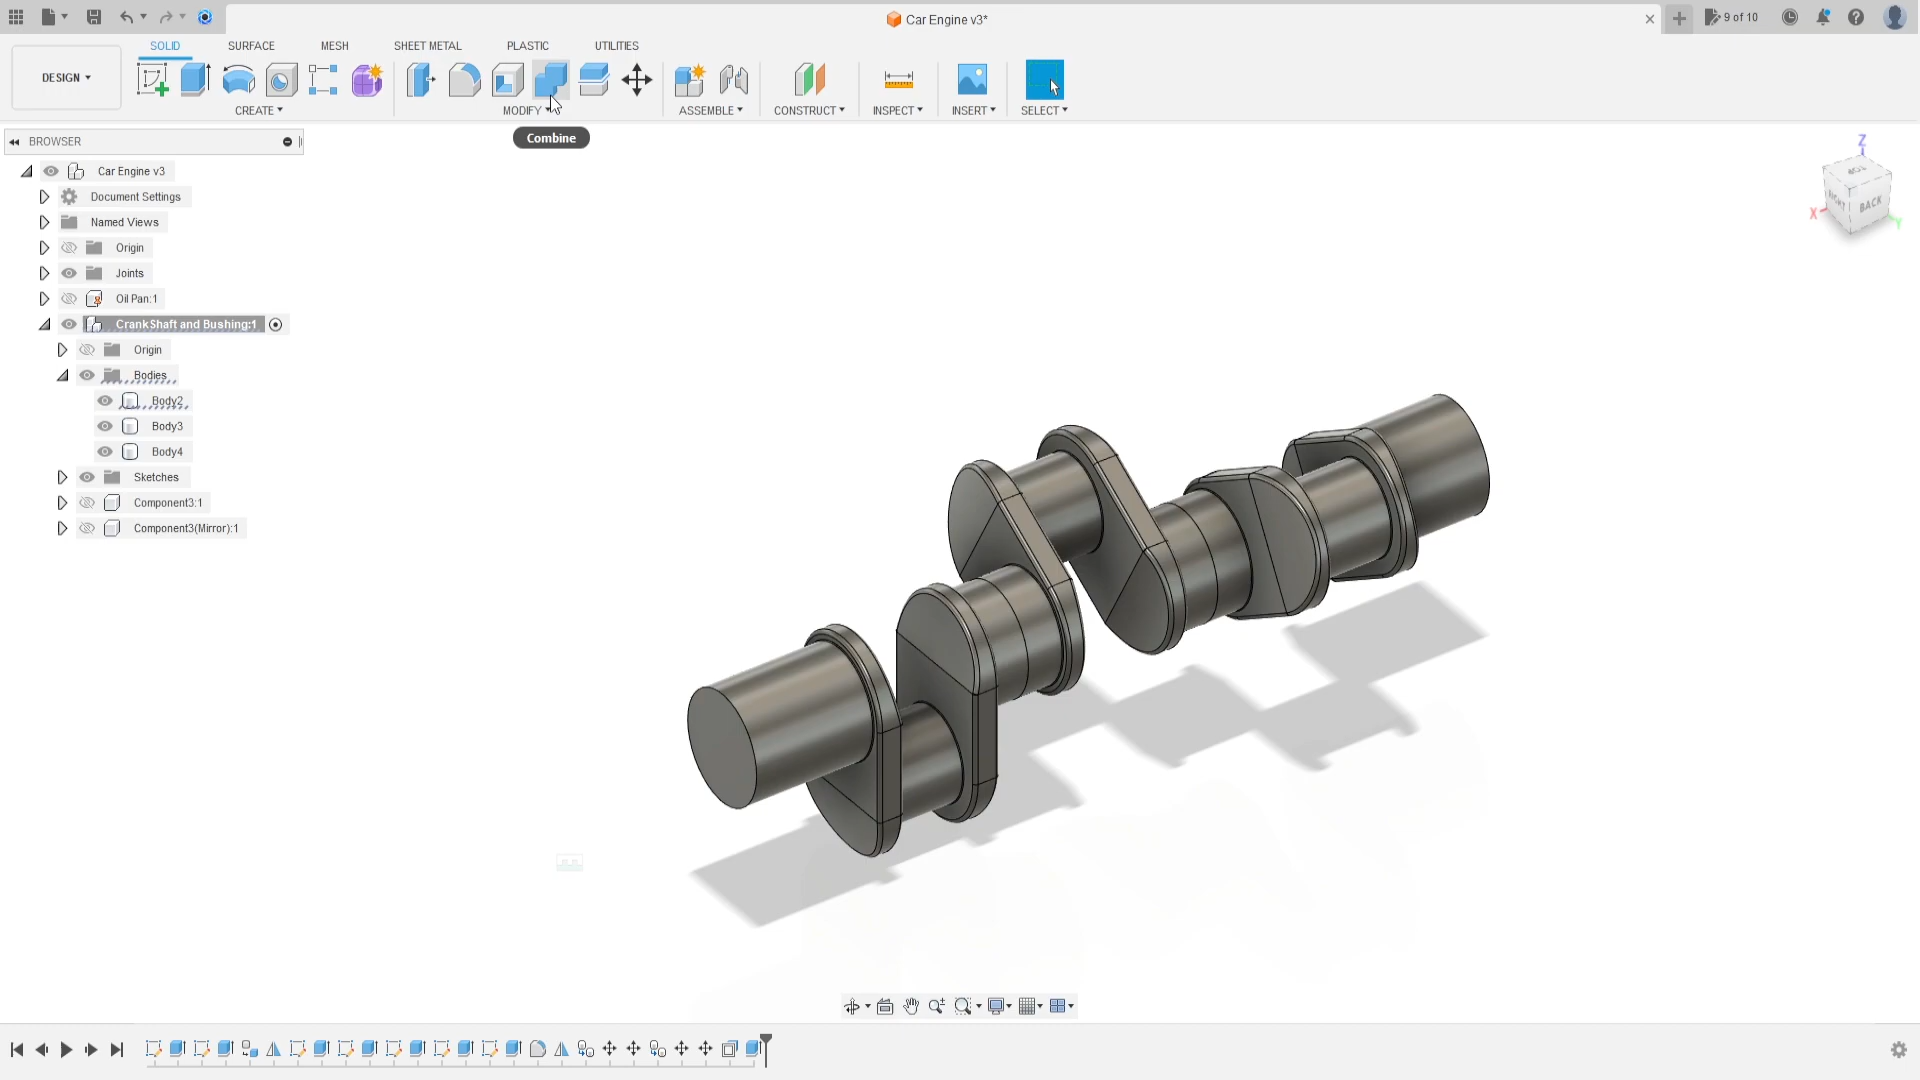 Car Engine v3*
9 of 10
SOLID
SURFACE
MESH
SHEET METAL
PLASTIC
UTILITIES
DESIGN
CREATE
MODIFY
ASSEMBLE
CONSTRUCT
INSPECT
INSERT
SELECT
Combine
BROWSER
Car Engine v3
Document Settings
Named Views
Origin
Joints
Oil Pan:1
CrankShaft and Bushing:1
Origin
Bodies
Body2
Body3
Body4
Sketches
Component3:1
Component3(Mirror):1
Z
TOP
RIGHT
BACK
X
Y